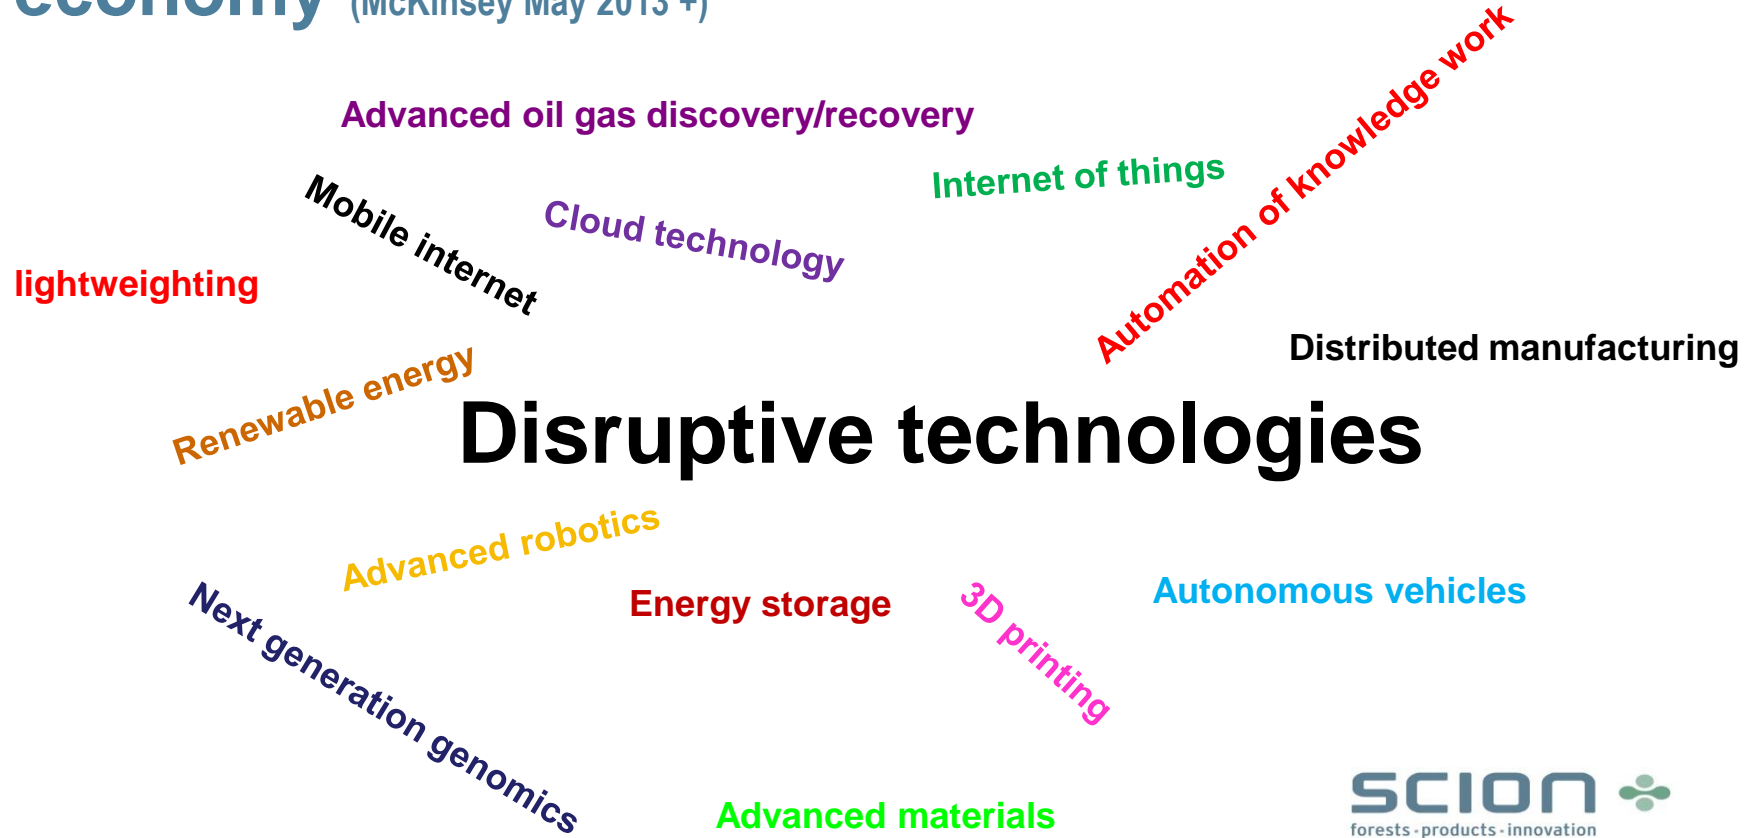 economy (McKinsey May 2013 +)
Advanced oil gas discovery/recovery
Automation of knowledge work
Internet of things
Mobile internet
Cloud technology
lightweighting
Distributed manufacturing
Renewable energy
Disruptive technologies
Advanced robotics
Next generation genomics
Energy storage
3D printing
Autonomous vehicles
Advanced materials
scion
forests - products - innovation